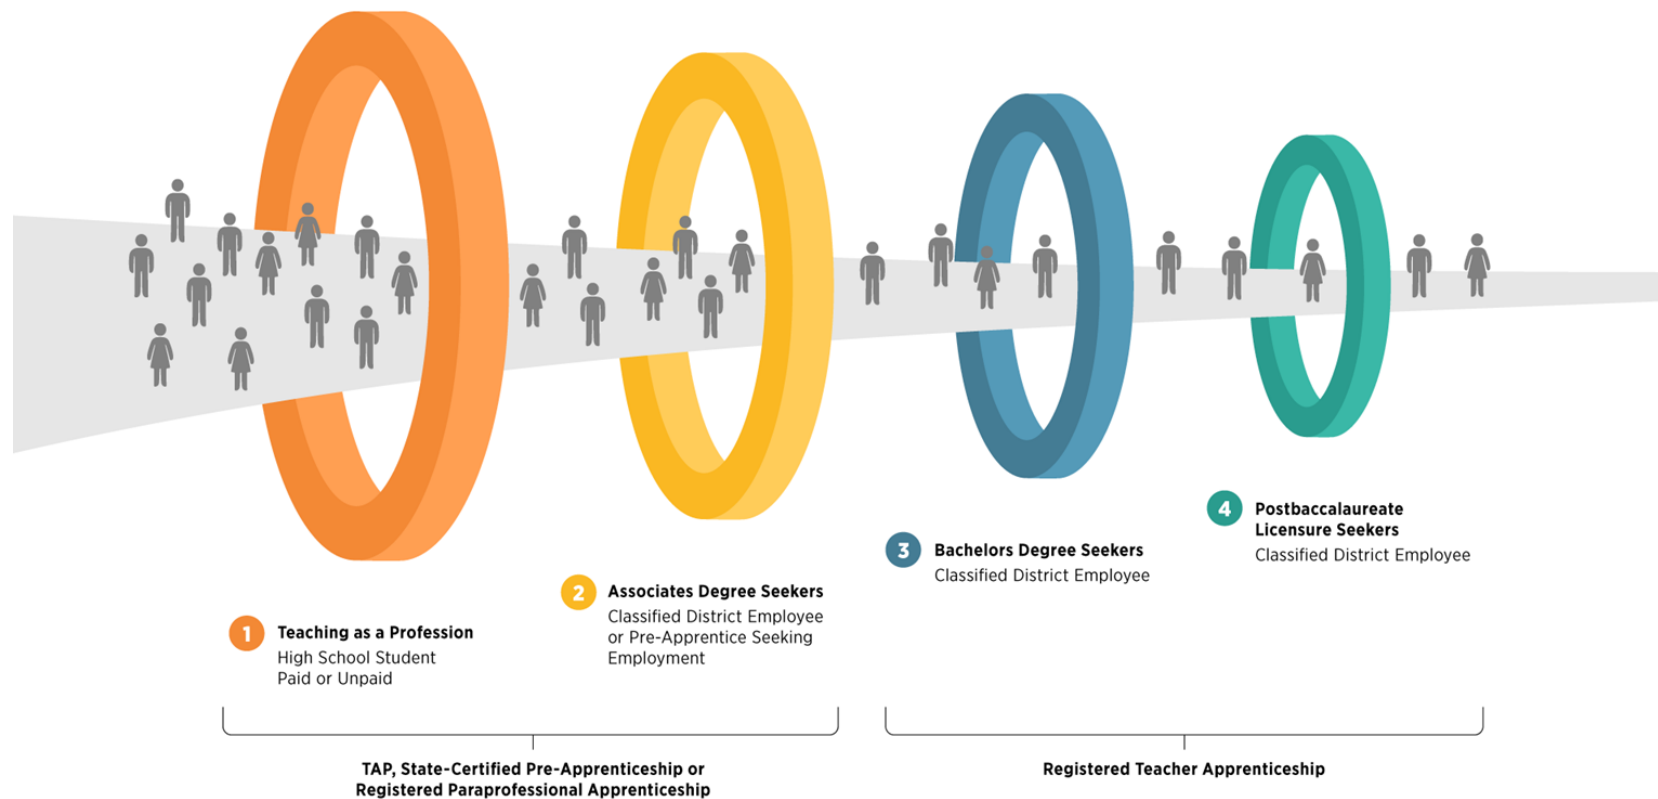 1
Teaching as a Profession
High School Student
Paid or Unpaid
2
Associates Degree Seekers
Classified District Employee
or Pre-Apprentice Seeking
Employment
3
Bachelors Degree Seekers
Classified District Employee
4
Postbaccalaureate
Licensure Seekers
Classified District Employee
TAP, State-Certified Pre-Apprenticeship or
Registered Paraprofessional Apprenticeship
Registered Teacher Apprenticeship